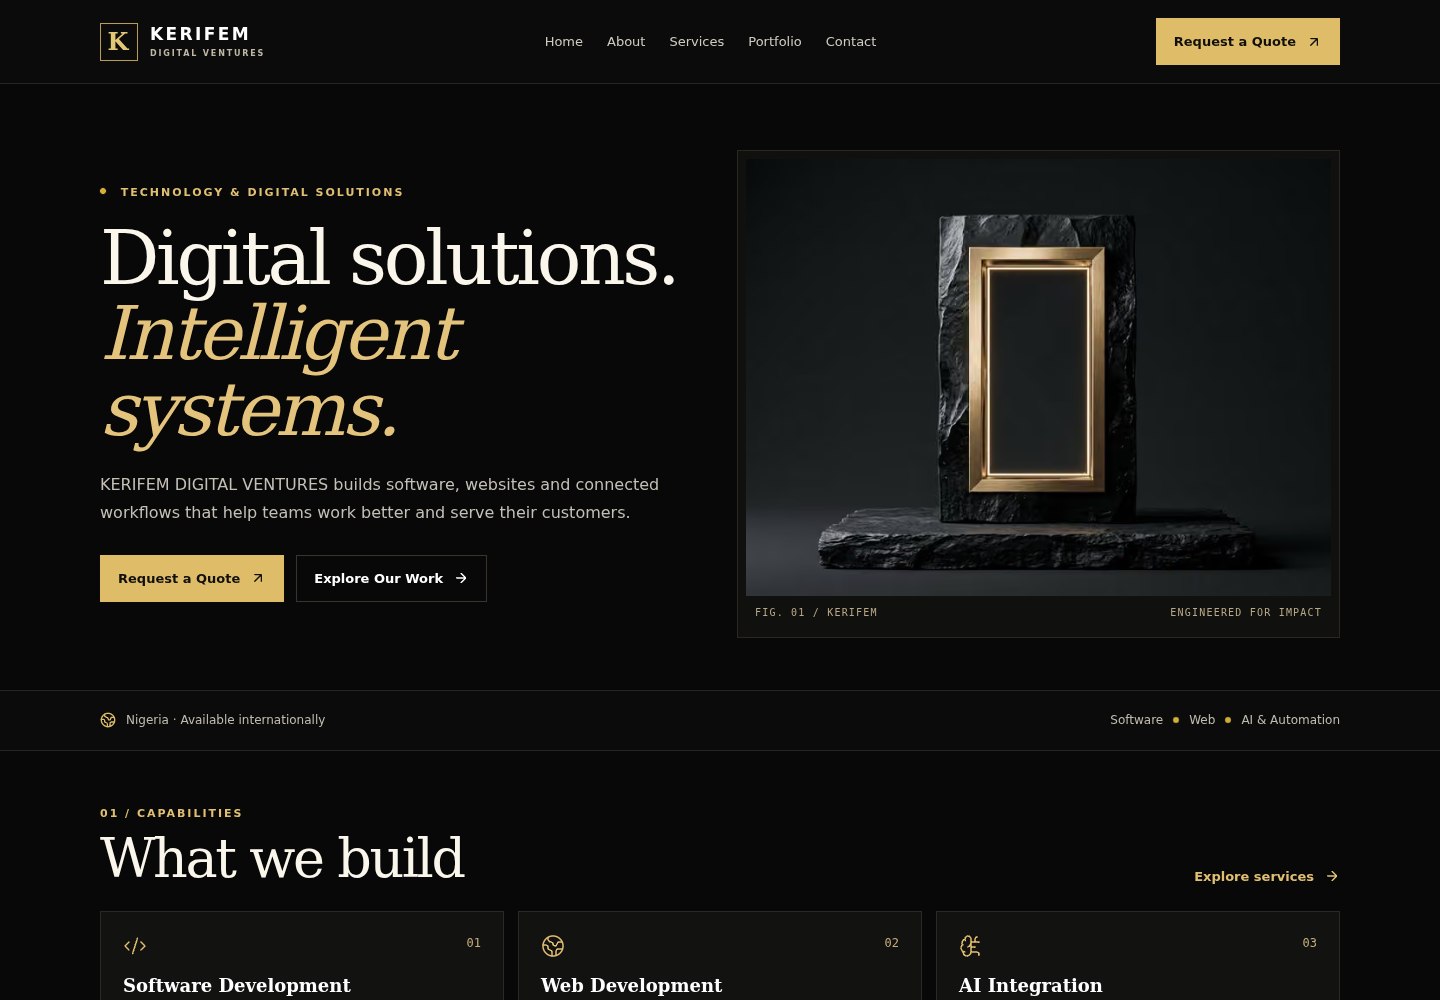 K
KERIFEM
DIGITAL VENTURES
Home About Services Portfolio Contact
Request a Quote
TECHNOLOGY & DIGITAL SOLUTIONS
Digital solutions.
Intelligent
systems.
KERIFEM DIGITAL VENTURES builds software, websites and connected
workflows that help teams work better and serve their customers.
Request a Quote
Explore Our Work
FIG. 01 / KERIFEM
ENGINEERED FOR IMPACT
Nigeria · Available internationally
Software • Web • AI & Automation
01 / CAPABILITIES
What we build
Explore services
01
Software Development
02
Web Development
03
AI Integration